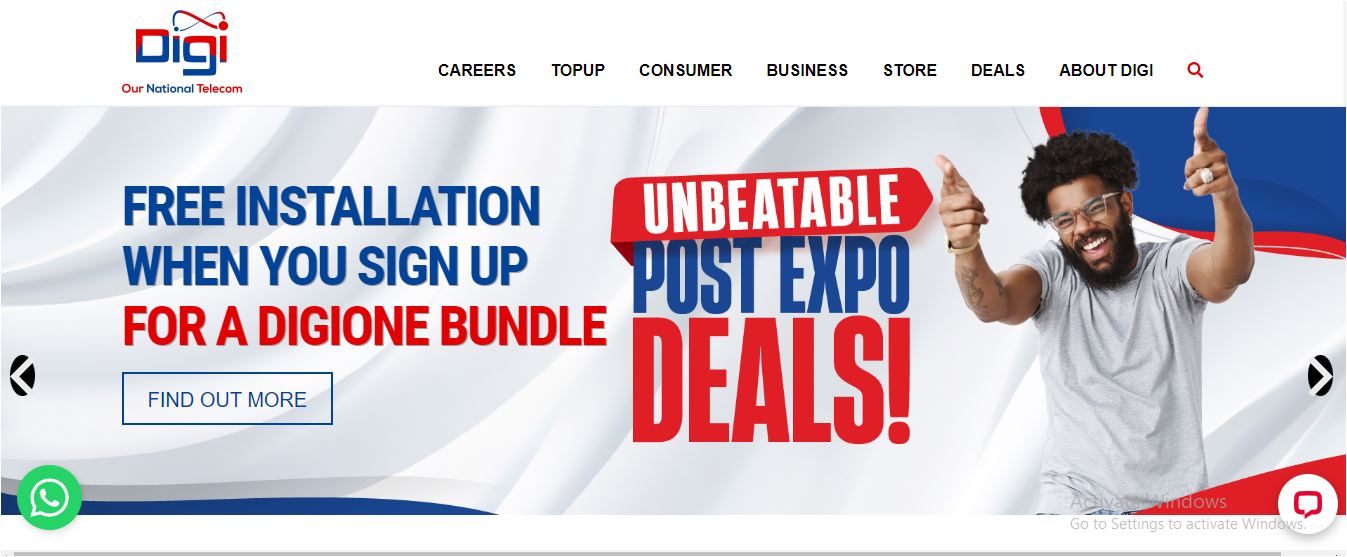 Digi
Our National Telecom
CAREERS TOPUP CONSUMER BUSINESS STORE DEALS ABOUT DIGI
FREE INSTALLATION
WHEN YOU SIGN UP
FOR A DIGIONE BUNDLE
FIND OUT MORE
UNBEATABLE
POST EXPO
DEALS!
Activate Windows
Go to Settings to activate Windows.